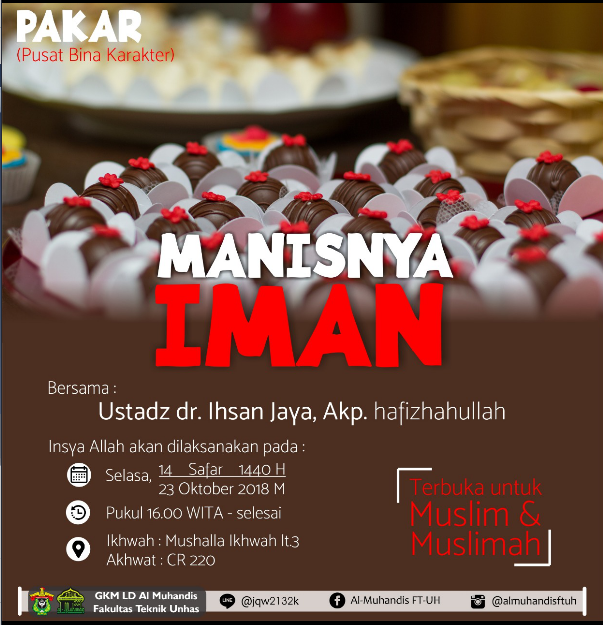 PAKAR
(Pusat Bina Karakter)
MANISNYA
IMAN
Bersama :
Ustadz dr. Ihsan Jaya, Akp. hafizhahullah
Insya Allah akan dilaksanakan pada :
Selasa, 14 Safar 1440 H
23 Oktober 2018 M
Pukul 16.00 WITA - selesai
Ikhwah : Mushalla Ikhwah lt.3
Akhwat : CR 220
Terbuka untuk
Muslim &
Muslimah
GKM LD Al Muhandis
Fakultas Teknik Unhas
LINE @jqw2132k
Al-Muhandis FT-UH
@almuhandisftuh